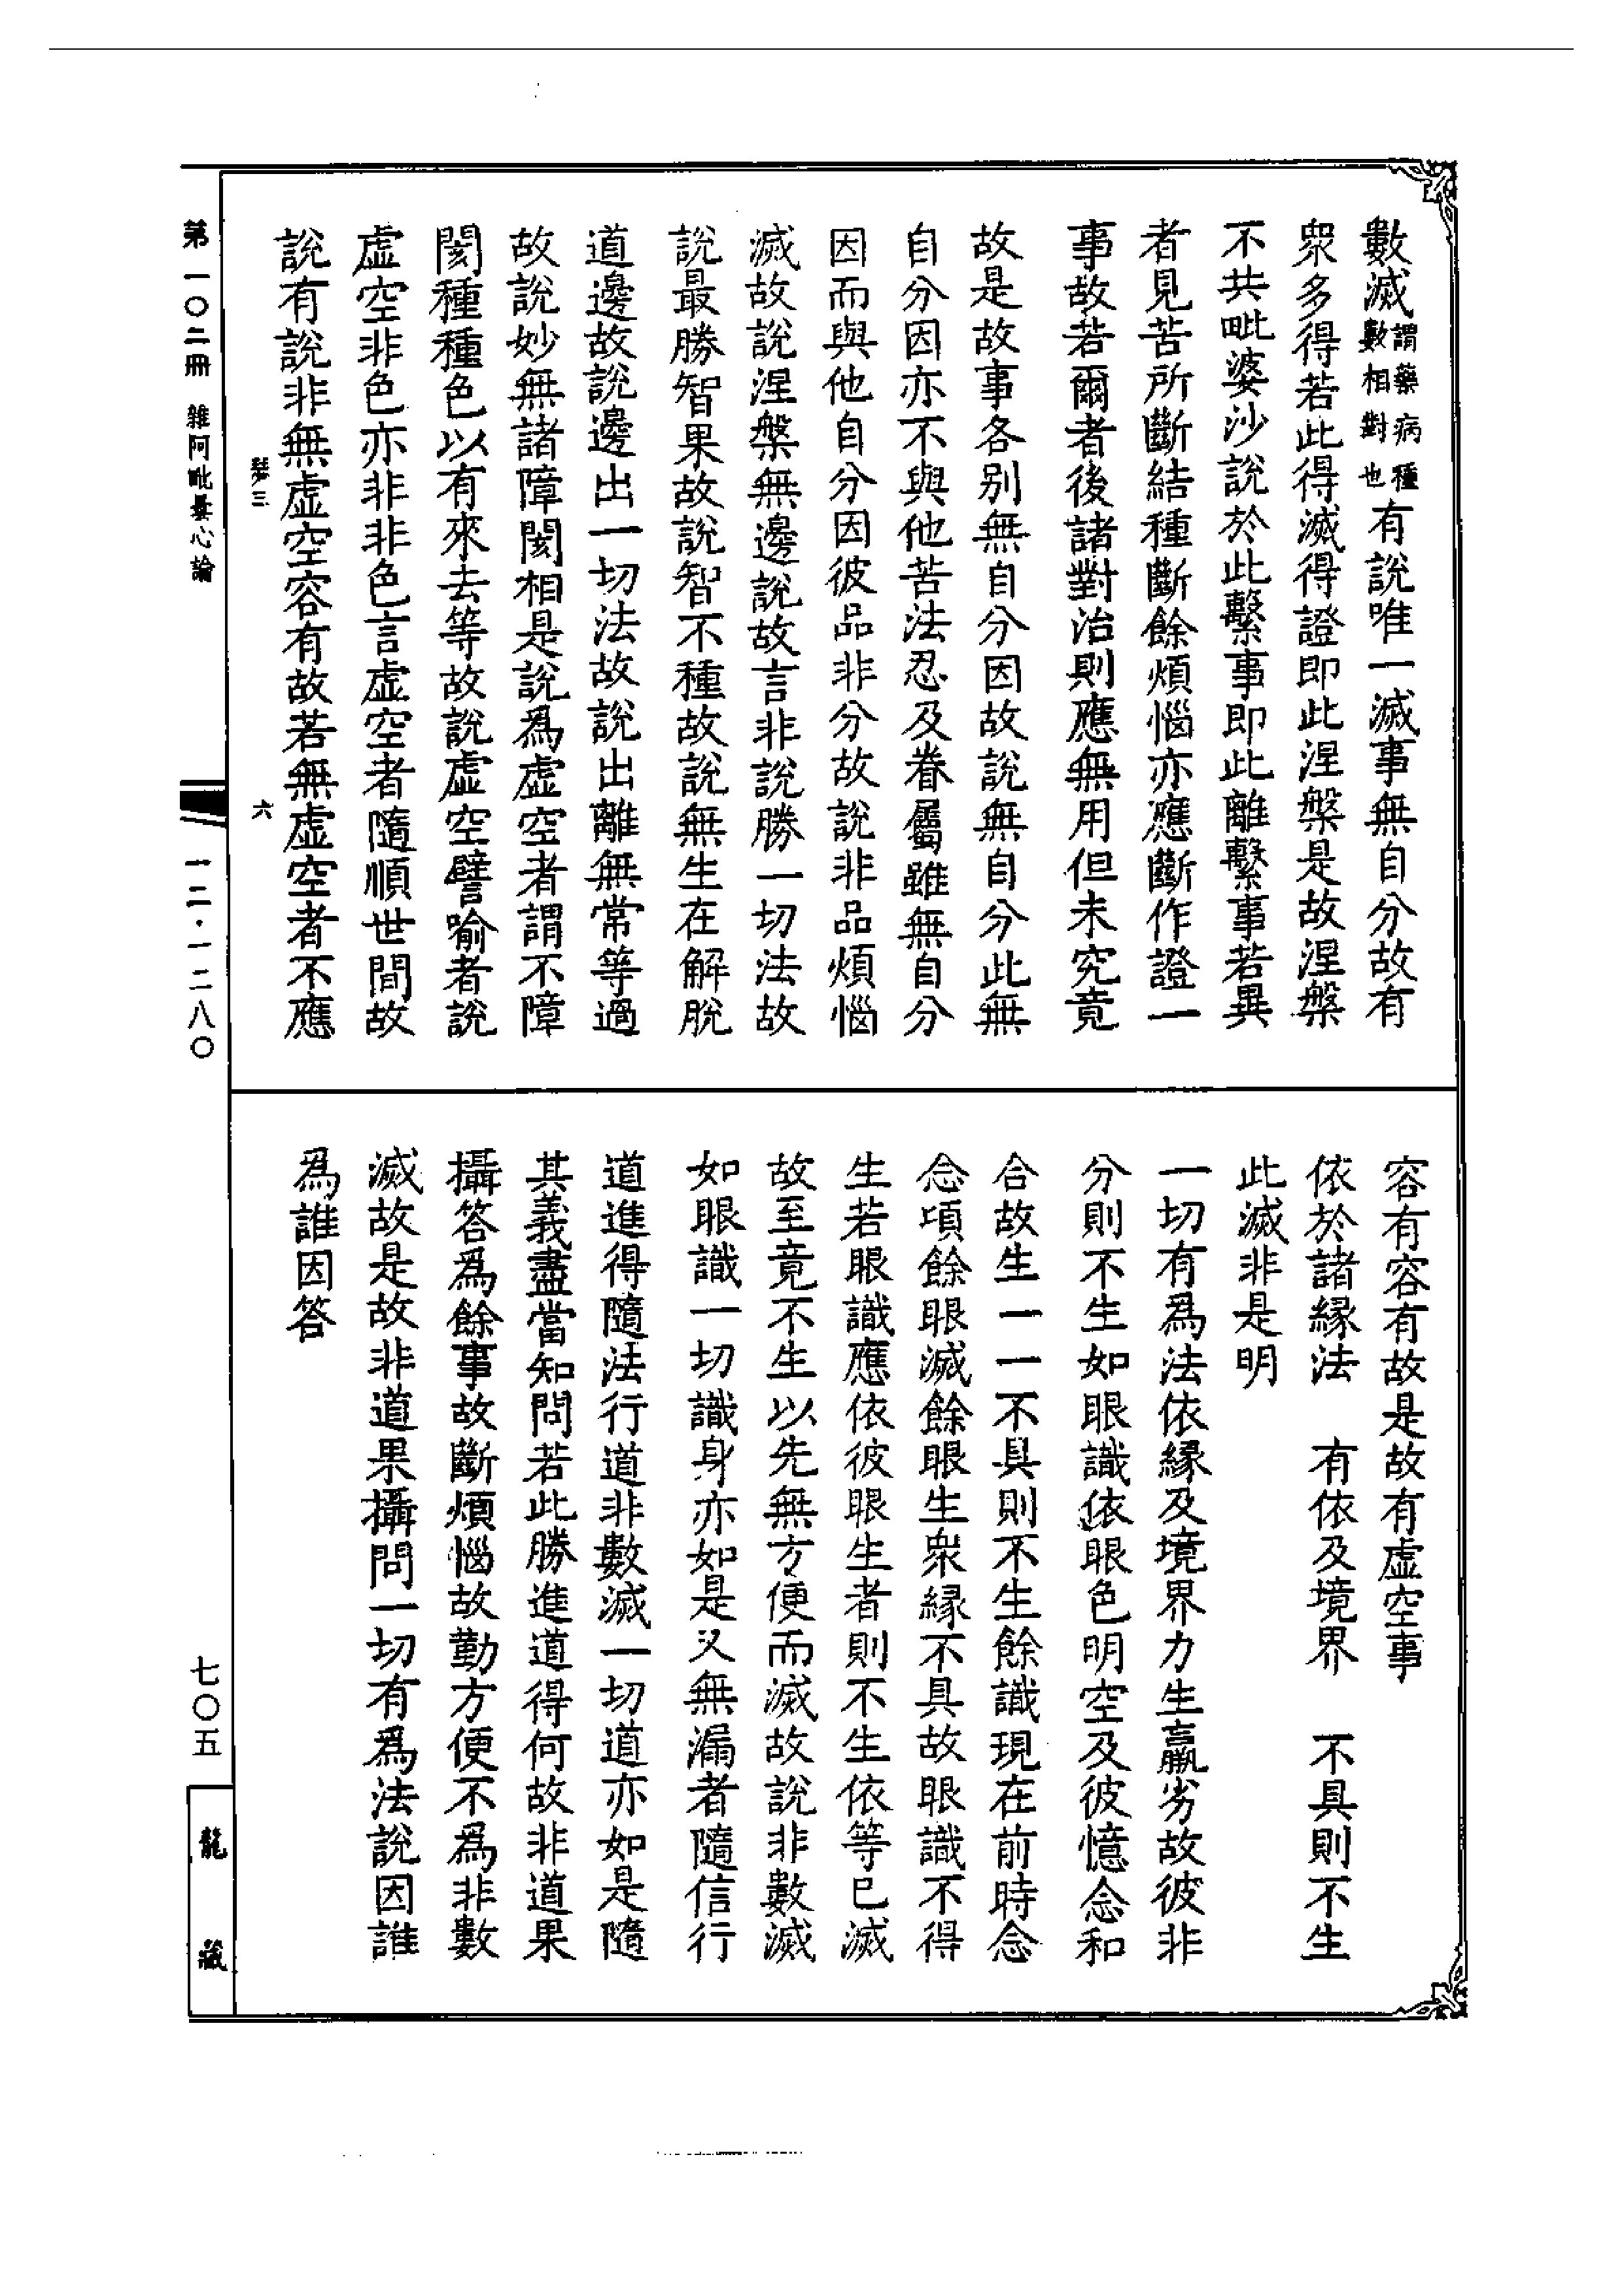 數滅謂藥病種數相對也有說唯一滅事無自分故有
衆多得若此得滅得證即此涅槃是故涅槃
不共毗婆沙說於此繫事即此離繫事若異
者見苦所斷結種斷餘煩惱亦應斷作證一
事故若爾者後諸對治則應無用但未究竟
故是故事各别無自分因故說無自分此無
自分因亦不與他苦法忍及眷屬雖無自分
因而與他自分因彼品非分故說非品煩惱
滅故說涅槃無邊說故言非說勝一切法故
說最勝智果故說智不種故說無生在解脫
道邊故說邊出一切法故說出離無常等過
故說妙無諸障閡相是說爲虚空者謂不障
閡種種色以有來去等故說虚空譬喻者說
虚空非色亦非非色言虚空者隨順世間故
說有說非無虚空容有故若無虚空者不應
容有容有故是故有虚空事
依於諸縁法　有依及境界　不具則不生
此滅非是明
一切有爲法依縁及境界力生羸劣故彼非
分則不生如眼識依眼色明空及彼憶念和
合故生一一不具則不生餘識現在前時念
念項餘眼滅餘眼生衆縁不具故眼識不得
生若眼識應依彼眼生者則不生依等已滅
故至竟不生以先無方便而滅故說非數滅
如眼識一切識身亦如是又無漏者隨信行
道進得隨法行道非數滅一切道亦如是隨
其義盡當知問若此勝進道得何故非道果
攝答爲餘事故斷煩惱故勤方便不爲非數
滅故是故非道果攝問一切有爲法說因誰
爲誰因答
第一〇二冊　雜阿毗曇心論
琴三
六
一二・一二八〇
七〇五
龍藏